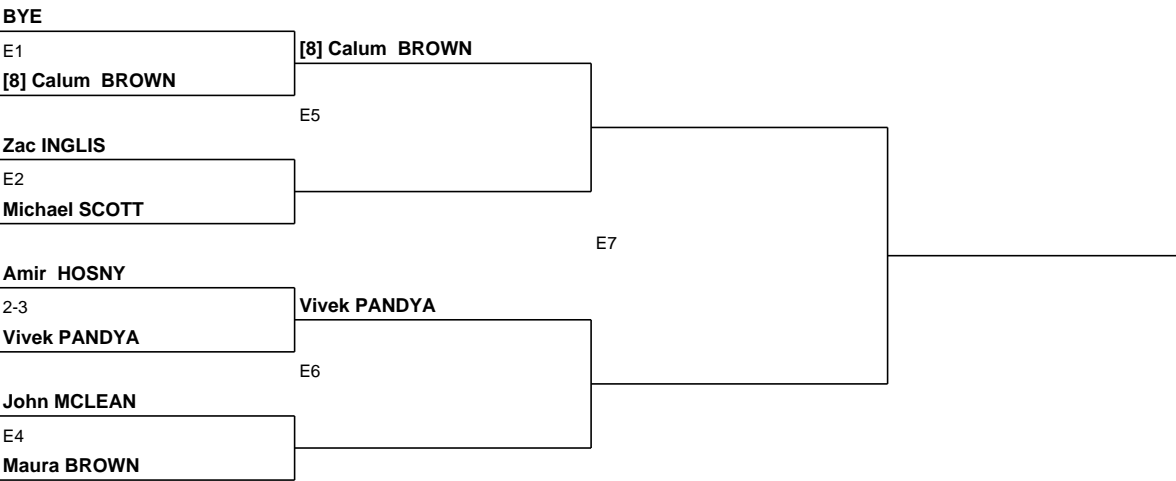 BYE
E1
[8] Calum BROWN
[8] Calum BROWN
E5
Zac INGLIS
E2
Michael SCOTT
E7
Amir HOSNY
2-3
Vivek PANDYA
Vivek PANDYA
E6
John MCLEAN
E4
Maura BROWN